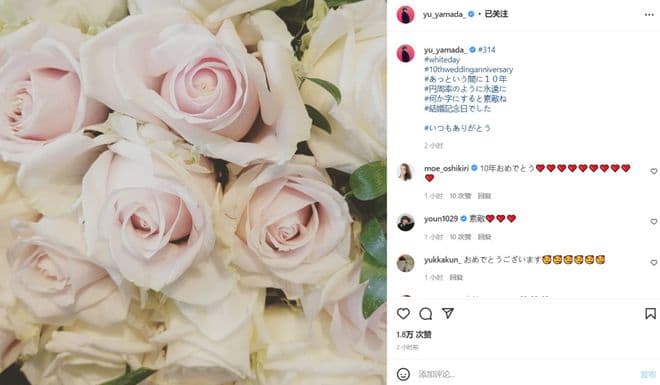 yu_yamada_ • 已关注
yu_yamada_ #314
#whiteday
#10thweddinganniversary
#あっという間に１０年
#円周率のように永遠に
#何か字にすると素敵ね
#結婚記念日でした
#いつもありがとう
2 小时
moe_oshikiri_ 10年おめでとう❤❤❤❤❤❤❤❤❤
❤
1 小时 10 次赞 回复
youn1029 素敵❤❤❤
1 小时 10 次赞 回复
yukkakun_ おめでとうございます🥰🥰🥰🥰🥰🥰
1 小时 回复
1.8万 次赞
2 小时前
添加评论...
发布